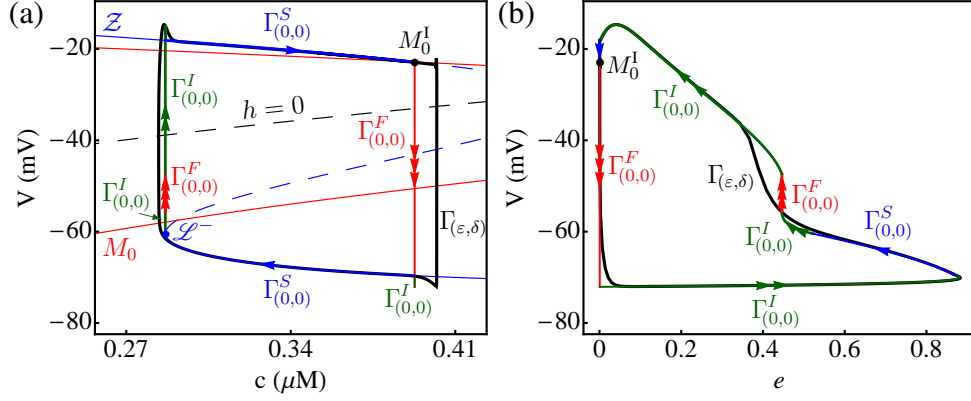 (a)
Z
Γ^S_(0,0)
M_0^I
−20
Γ^I_(0,0)
h = 0
−40
Γ^F_(0,0)
Γ^F_(0,0)
Γ^I_(0,0)
Γ_(ε,δ)
−60
M_0
ℒ^−
Γ^S_(0,0)
Γ^I_(0,0)
−80
V (mV)
0.27
0.34
0.41
c (μM)
(b)
−20
M_0^I
Γ^I_(0,0)
−40
Γ^F_(0,0)
Γ_(ε,δ)
Γ^F_(0,0)
−60
Γ^I_(0,0)
Γ^S_(0,0)
Γ^I_(0,0)
−80
V (mV)
0
0.2
0.4
0.6
0.8
e